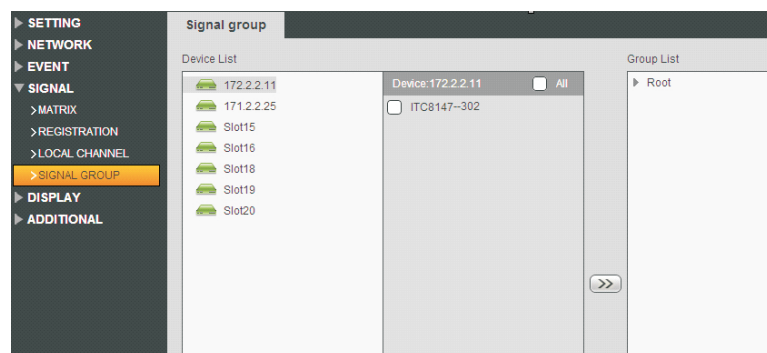 SETTING
NETWORK
EVENT
SIGNAL
>MATRIX
>REGISTRATION
>LOCAL CHANNEL
>SIGNAL GROUP
DISPLAY
ADDITIONAL
Signal group
Device List
172.2.2.11
171.2.2.25
Slot15
Slot16
Slot18
Slot19
Slot20
Device:172.2.2.11 All
ITC8147--302
>>
Group List
Root